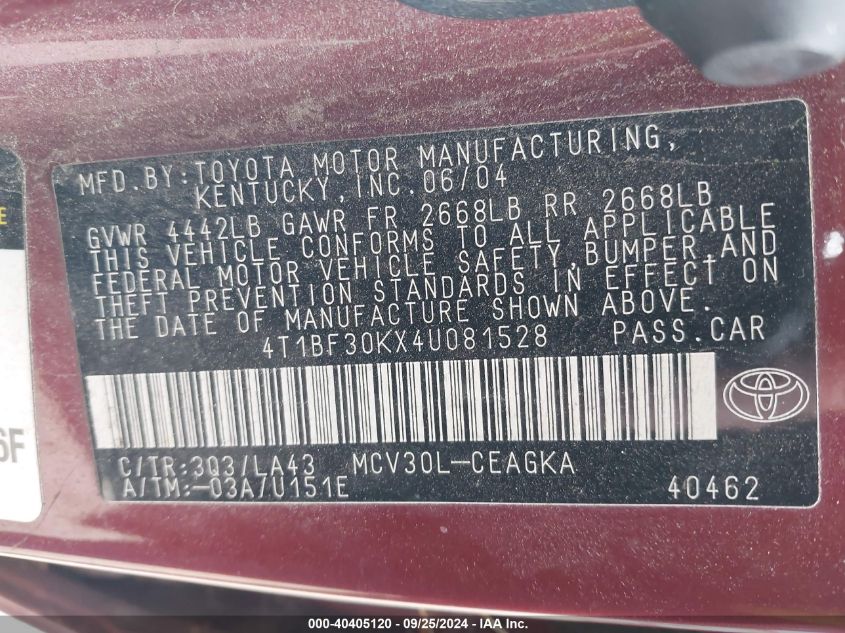 MFD.BY:TOYOTA MOTOR MANUFACTURING,
KENTUCKY,INC.06/04
GVWR 4442LB GAWR FR 2668LB RR 2668LB
THIS VEHICLE CONFORMS TO ALL APPLICABLE
FEDERAL MOTOR VEHICLE SAFETY,BUMPER,AND
THEFT PREVENTION STANDARDS IN EFFECT ON
THE DATE OF MANUFACTURE SHOWN ABOVE.
4T1BF30KX4U081528 PASS.CAR
C/TR:3Q3/LA43 MCV30L-CEAGKA
A/TM:-03A/U151E 40462
E
6F
000-40405120 - 09/25/2024 - IAA Inc.